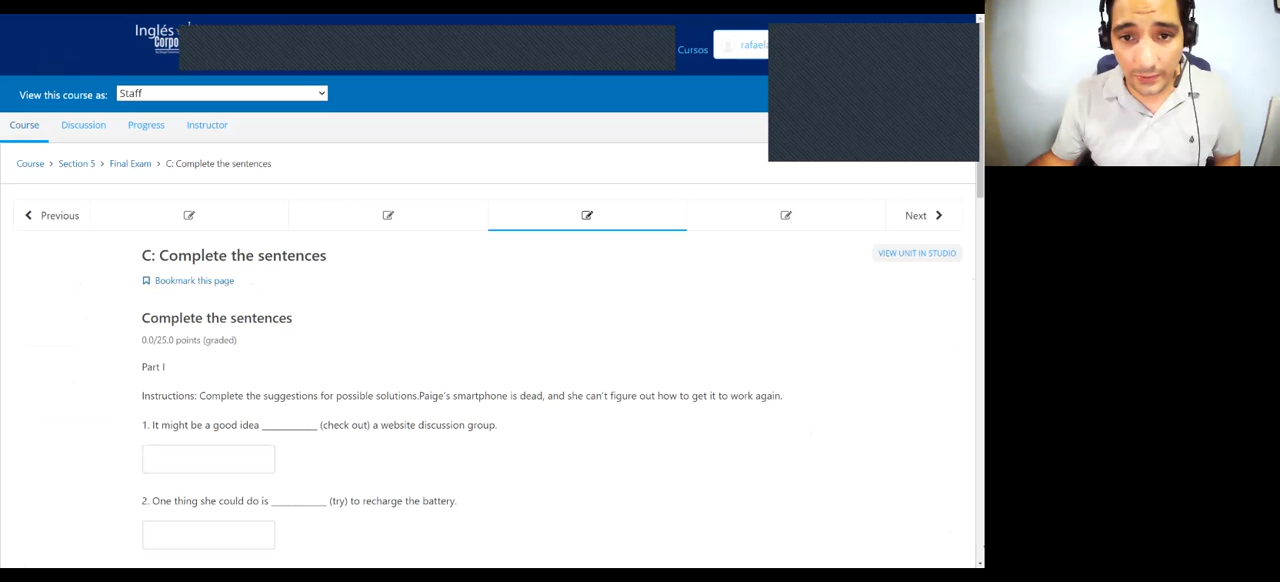 Inglés
Corpo
Cursos
rafaela
View this course as:
Staff
Course
Discussion
Progress
Instructor
Course > Section 5 > Final Exam > C: Complete the sentences
Previous
Next
C: Complete the sentences
VIEW UNIT IN STUDIO
Bookmark this page
Complete the sentences
0.0/25.0 points (graded)
Part I
Instructions: Complete the suggestions for possible solutions.Paige's smartphone is dead, and she can't figure out how to get it to work again.
1. It might be a good idea ___________ (check out) a website discussion group.
2. One thing she could do is ___________ (try) to recharge the battery.